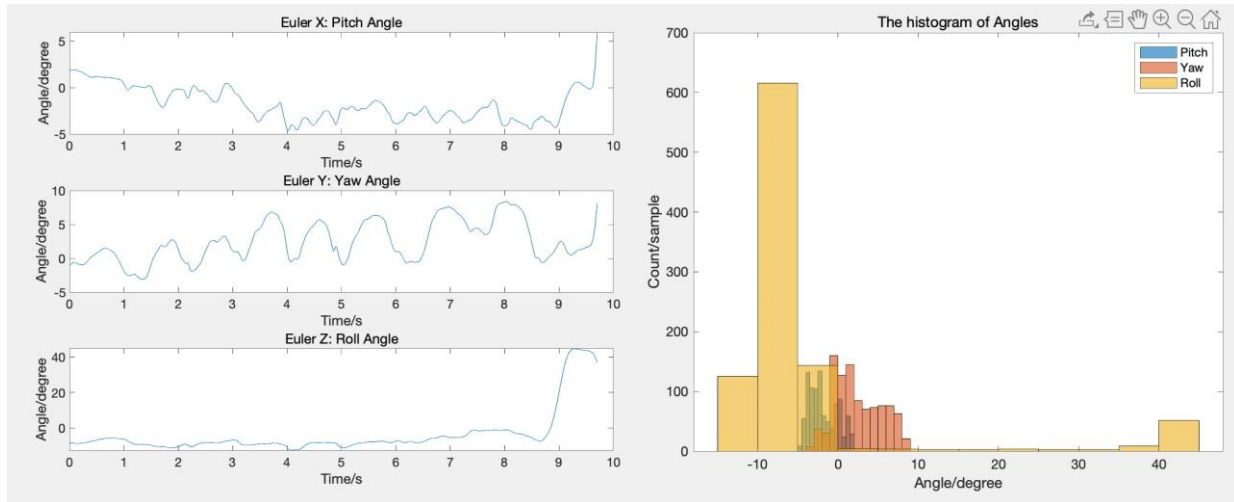 Euler X: Pitch Angle
Angle/degree
5
0
-5
0 1 2 3 4 5 6 7 8 9 10
Time/s
Euler Y: Yaw Angle
Angle/degree
10
5
0
-5
0 1 2 3 4 5 6 7 8 9 10
Time/s
Euler Z: Roll Angle
Angle/degree
40
20
0
0 1 2 3 4 5 6 7 8 9 10
Time/s
The histogram of Angles
Count/sample
700
600
500
400
300
200
100
0
-10 0 10 20 30 40
Angle/degree
Pitch
Yaw
Roll